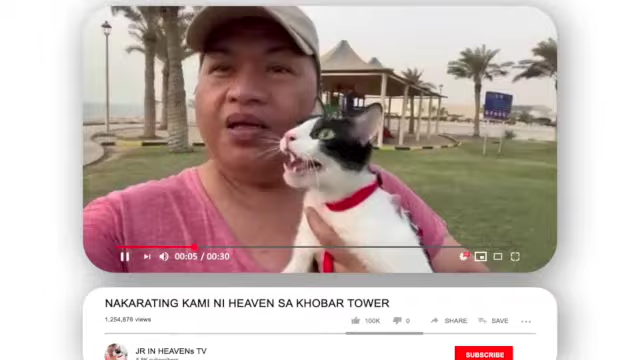 00:05 / 00:30
NAKARATING KAMI NI HEAVEN SA KHOBAR TOWER
1,254,876 views
100K 0 SHARE SAVE
JR IN HEAVENs TV
SUBSCRIBE